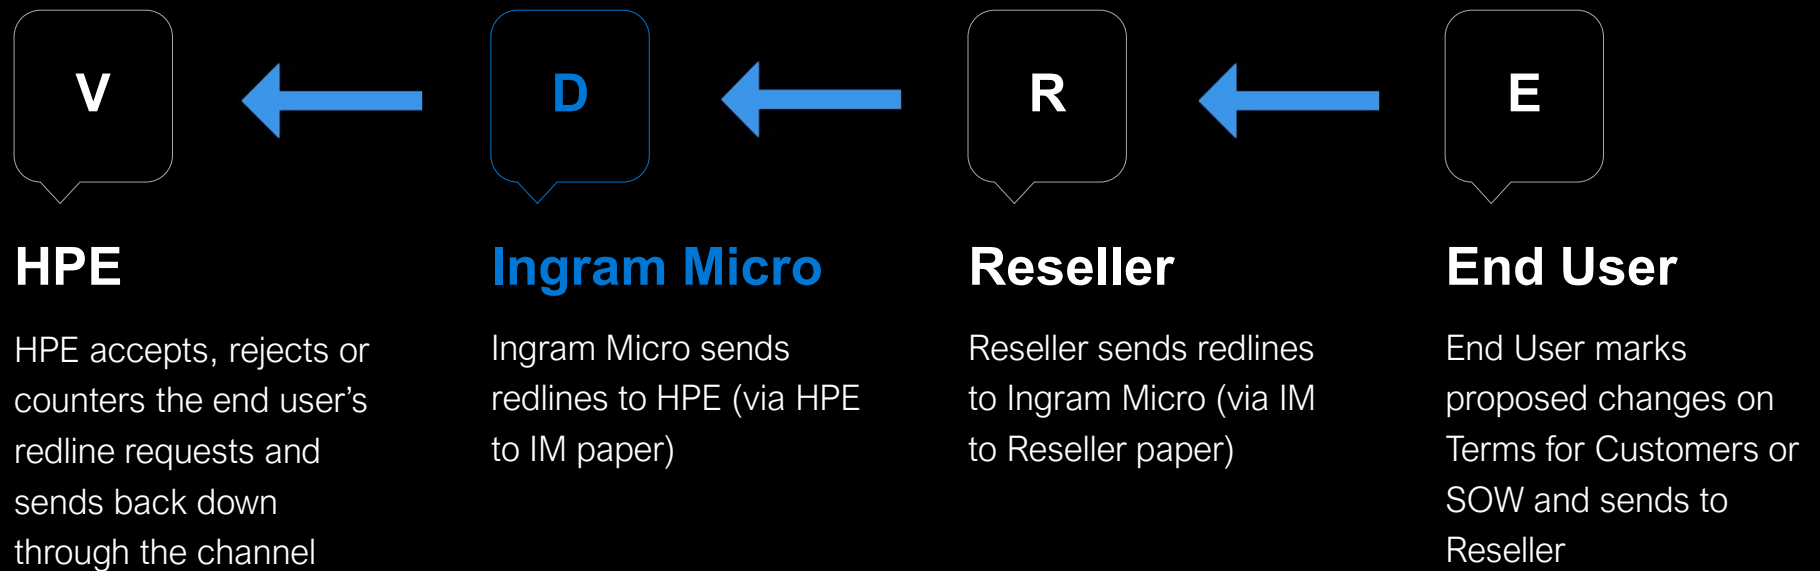 V
HPE
HPE accepts, rejects or
counters the end user’s
redline requests and
sends back down
through the channel
D
Ingram Micro
Ingram Micro sends
redlines to HPE (via HPE
to IM paper)
R
Reseller
Reseller sends redlines
to Ingram Micro (via IM
to Reseller paper)
E
End User
End User marks
proposed changes on
Terms for Customers or
SOW and sends to
Reseller